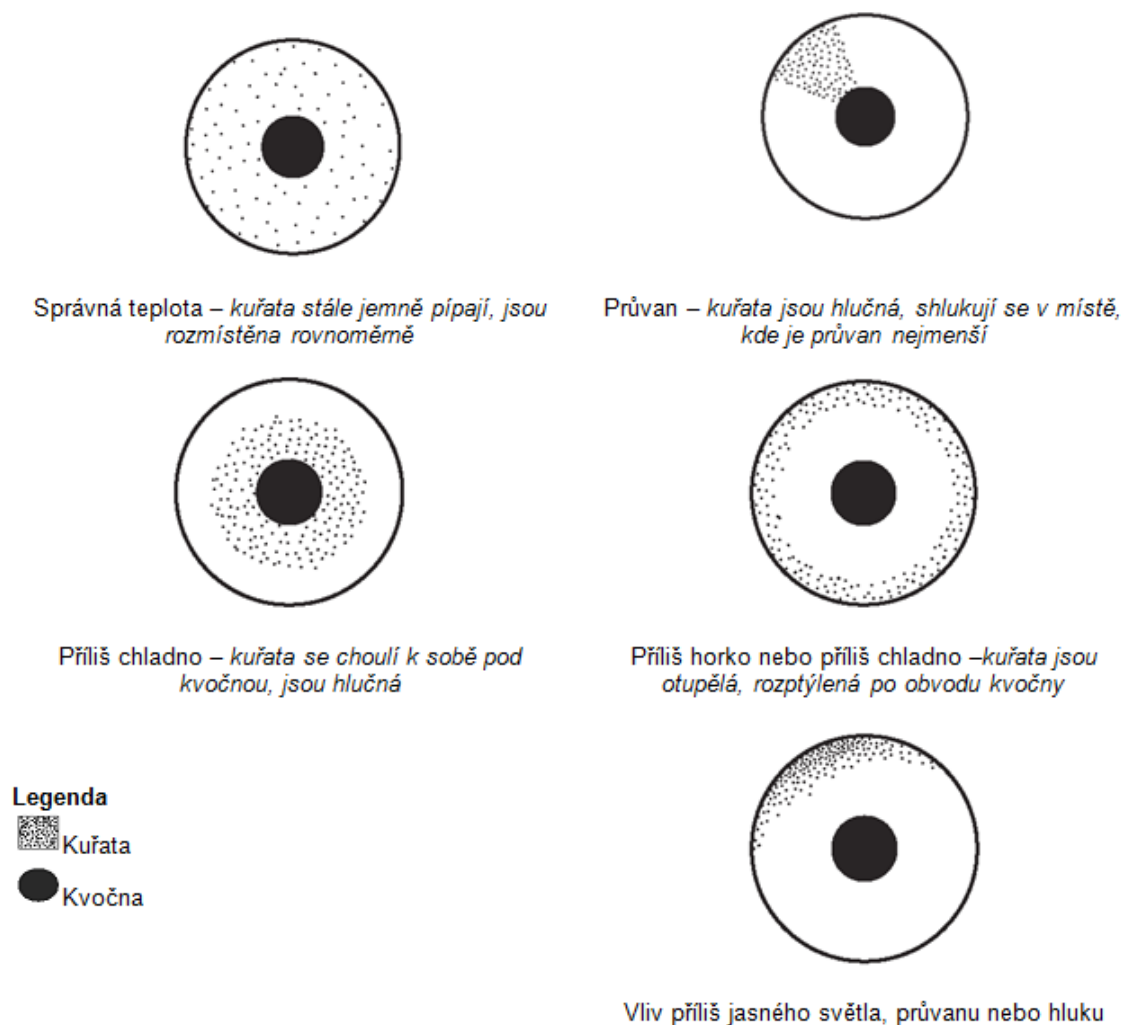 Správná teplota – kuřata stále jemně pípají, jsou
rozmístěna rovnoměrně
Průvan – kuřata jsou hlučná, shlukují se v místě,
kde je průvan nejmenší
Příliš chladno – kuřata se choulí k sobě pod
kvočnou, jsou hlučná
Příliš horko nebo příliš chladno –kuřata jsou
otupělá, rozptýlená po obvodu kvočny
Legenda
Kuřata
Kvočna
Vliv příliš jasného světla, průvanu nebo hluku